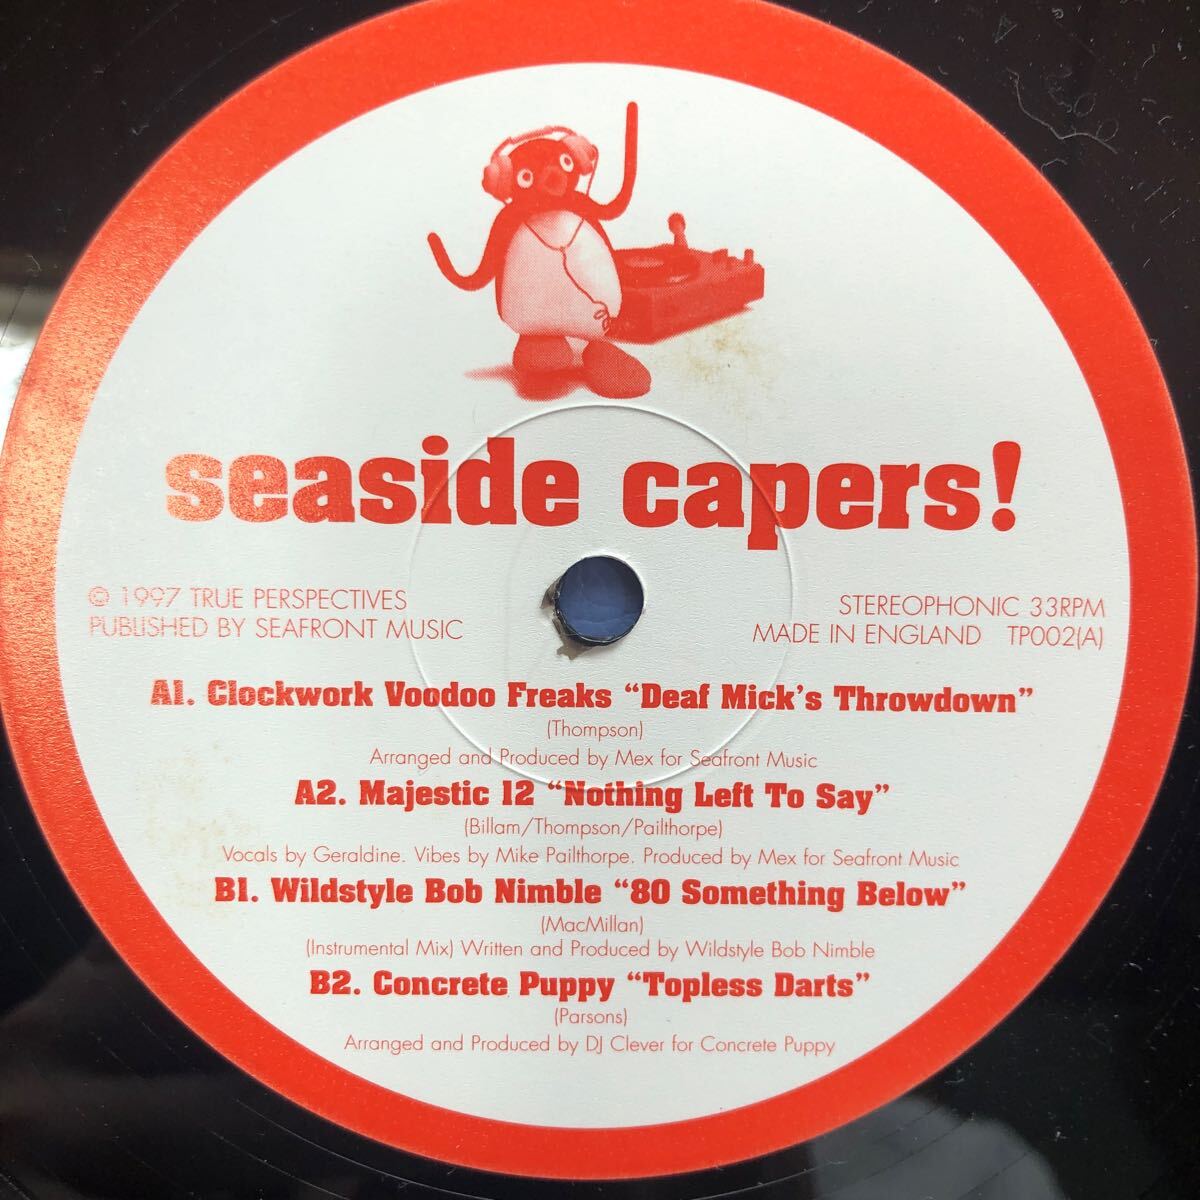 seaside capers!
© 1997 TRUE PERSPECTIVES
PUBLISHED BY SEAFRONT MUSIC
STEREOPHONIC 33RPM
MADE IN ENGLAND TP002(A)
A1. Clockwork Voodoo Freaks "Deaf Mick's Throwdown"
(Thompson)
Arranged and Produced by Mex for Seafront Music
A2. Majestic 12 "Nothing Left To Say"
(Billam/Thompson/Pailthorpe)
Vocals by Geraldine. Vibes by Mike Pailthorpe. Produced by Mex for Seafront Music
B1. Wildstyle Bob Nimble "80 Something Below"
(MacMillan)
(Instrumental Mix) Written and Produced by Wildstyle Bob Nimble
B2. Concrete Puppy "Topless Darts"
(Parsons)
Arranged and Produced by DJ Clever for Concrete Puppy